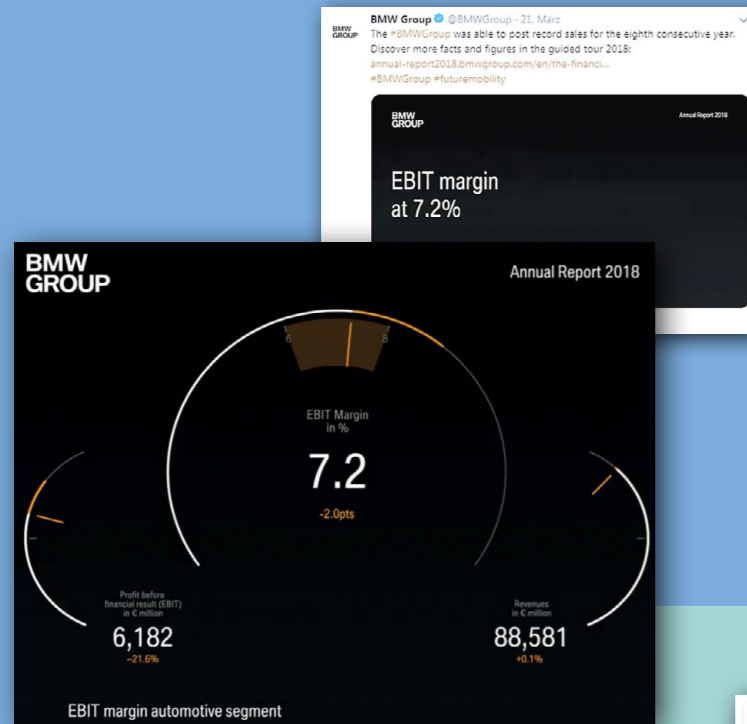 BMW Group @BMWGroup · 21. März
BMW
GROUP
The #BMWGroup was able to post record sales for the eighth consecutive year.
Discover more facts and figures in the guided tour 2018:
annual-report2018.bmwgroup.com/en/the-financi...
#BMWGroup #futuremobility
BMW
GROUP
Annual Report 2018
EBIT margin
at 7.2%
BMW
GROUP
Annual Report 2018
6
8
EBIT Margin
in %
7.2
-2.0pts
Profit before
financial result (EBIT)
in € million
6,182
–21.6%
Revenues
in € million
88,581
+0.1%
EBIT margin automotive segment